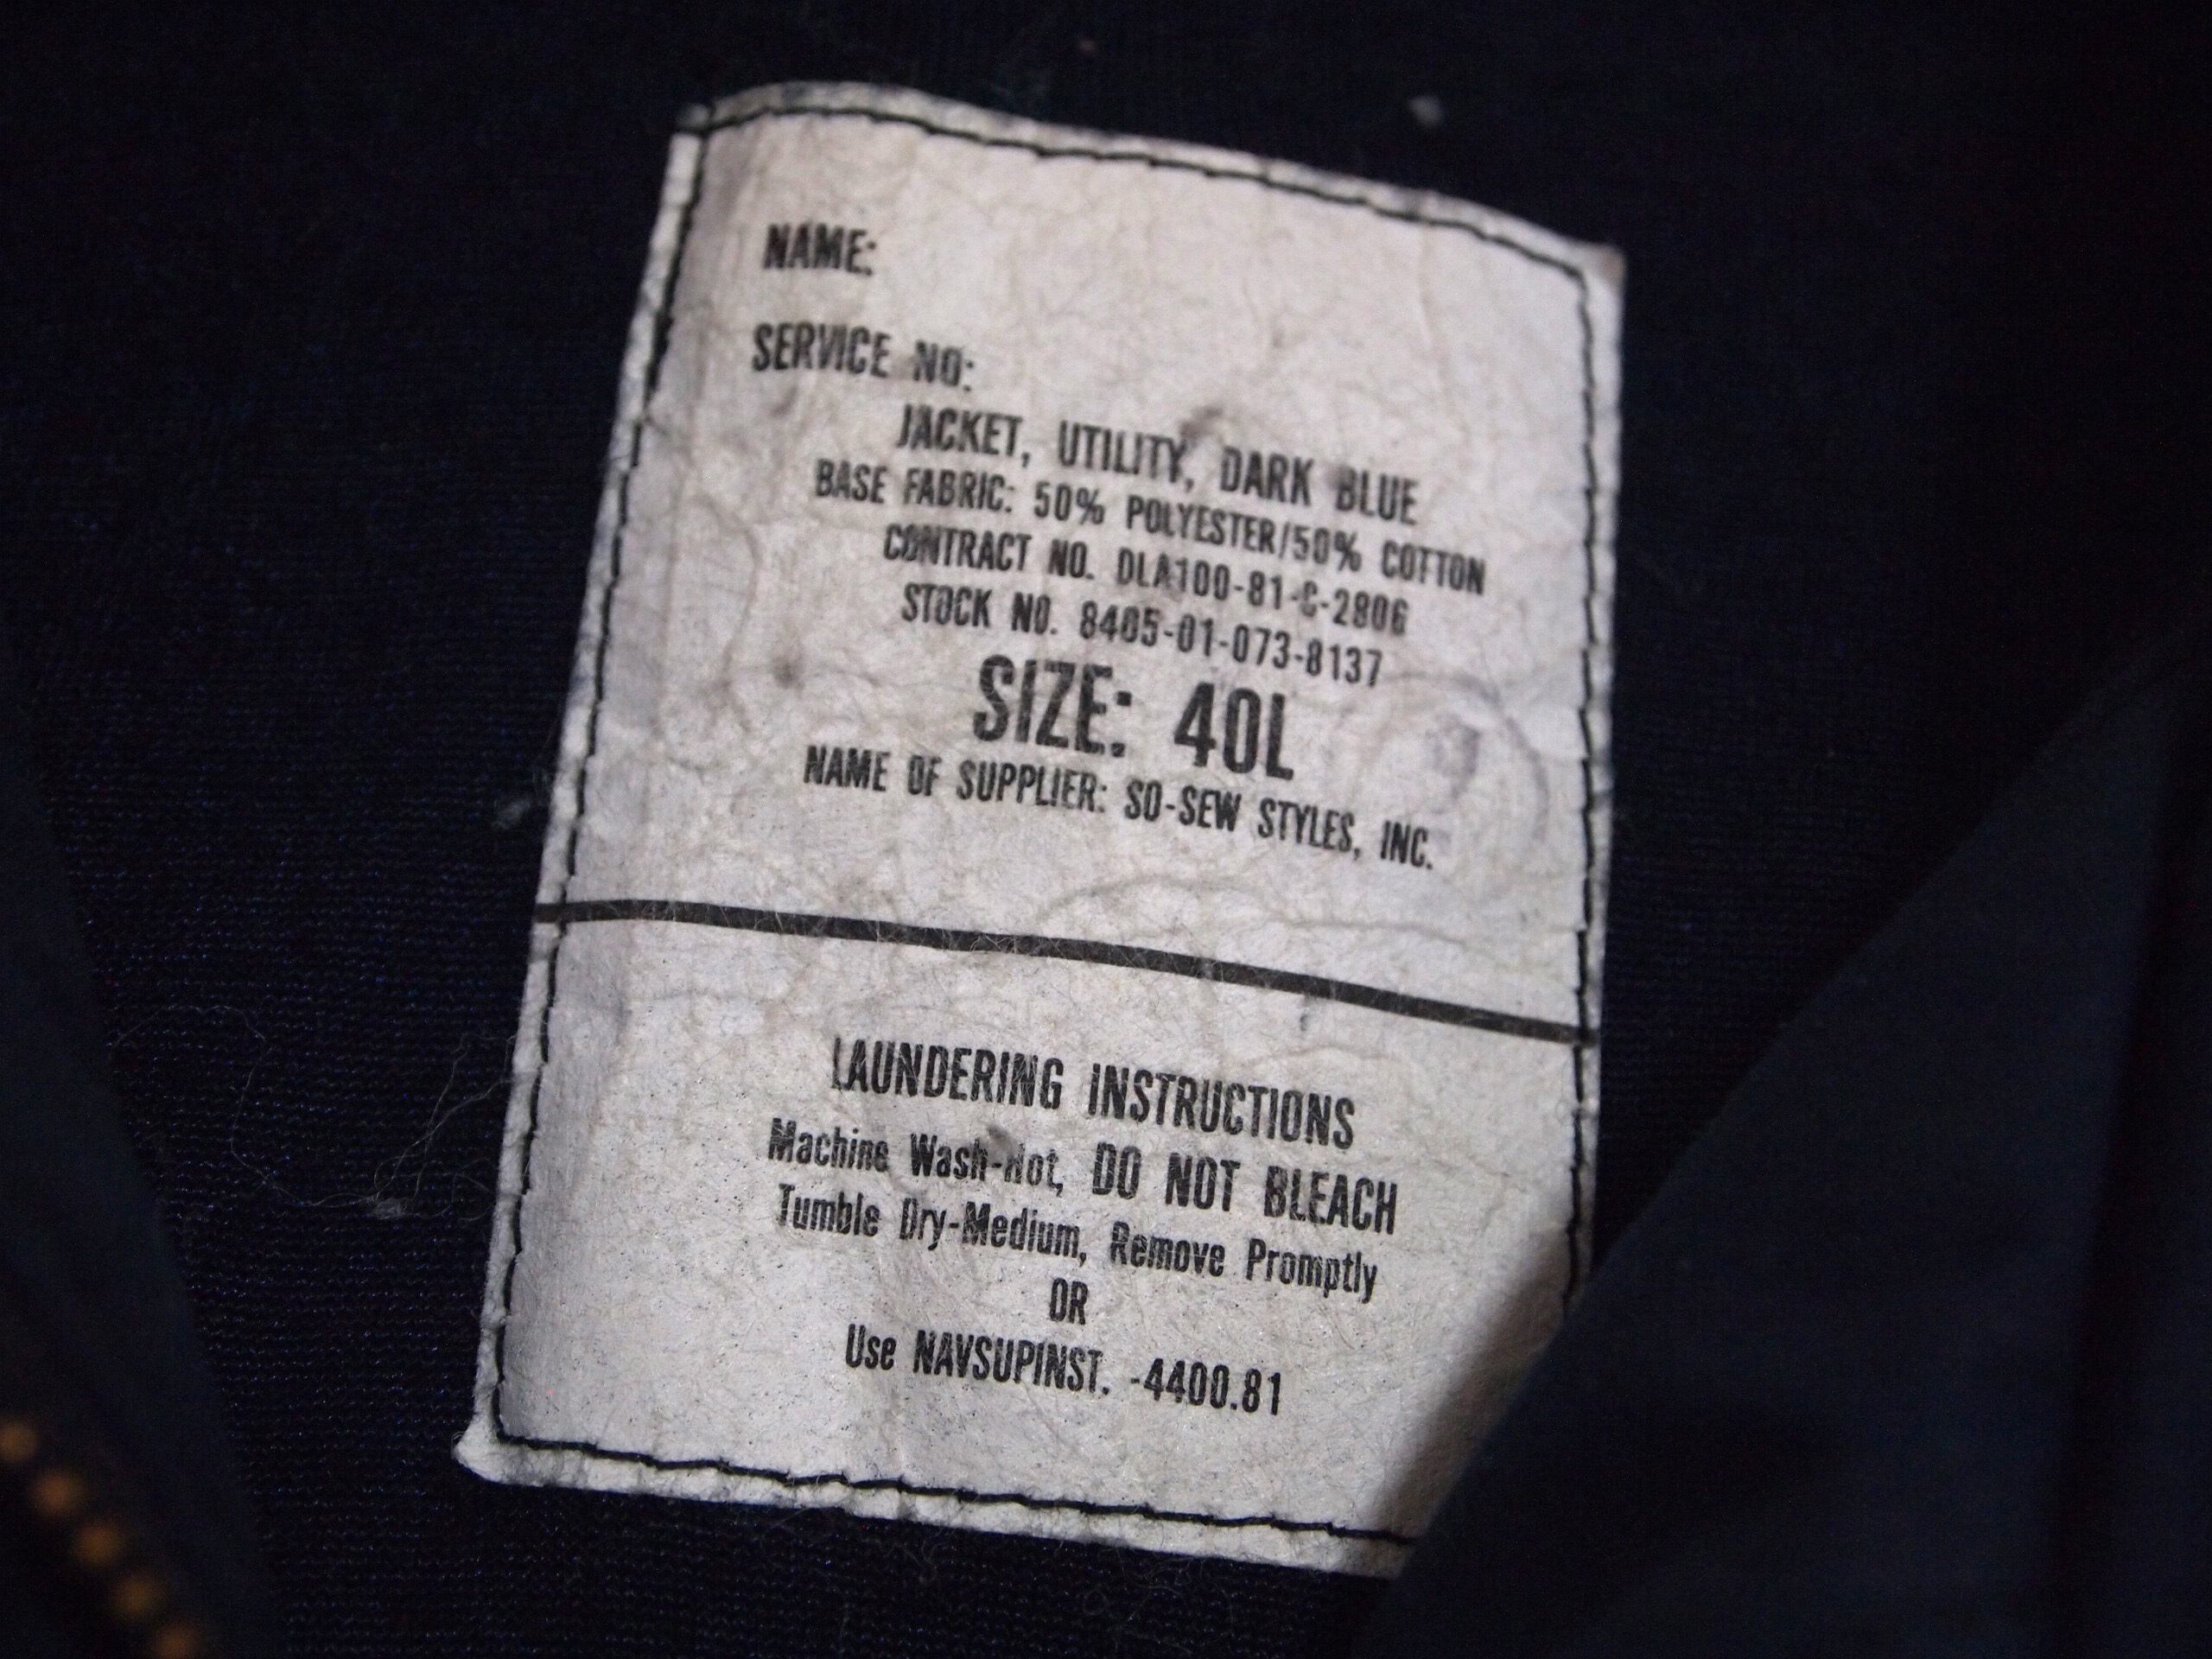 NAME:
SERVICE NO:
JACKET, UTILITY, DARK BLUE
BASE FABRIC: 50% POLYESTER/50% COTTON
CONTRACT NO. DLA100-81-C-2806
STOCK NO. 8405-01-073-8137
SIZE: 40L
NAME OF SUPPLIER: SO-SEW STYLES, INC.
LAUNDERING INSTRUCTIONS
Machine Wash-Hot, DO NOT BLEACH
Tumble Dry-Medium, Remove Promptly
OR
Use NAVSUPINST. -4400.81